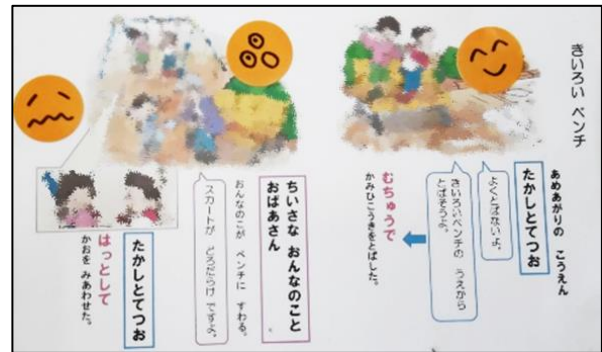 きいろい ベンチ
あめあがりの こうえん
たかしとてつお
よくとばないよ。
きいろいベンチの うえから
とばそうよ。
むちゅうで
かみひこうきをとばした。
ちいさな おんなのこと
おばあさん
おんなのこが ベンチに すわる。
スカートが どろだらけ ですよ。
たかしとてつお
はっとして
かおを みあわせた。